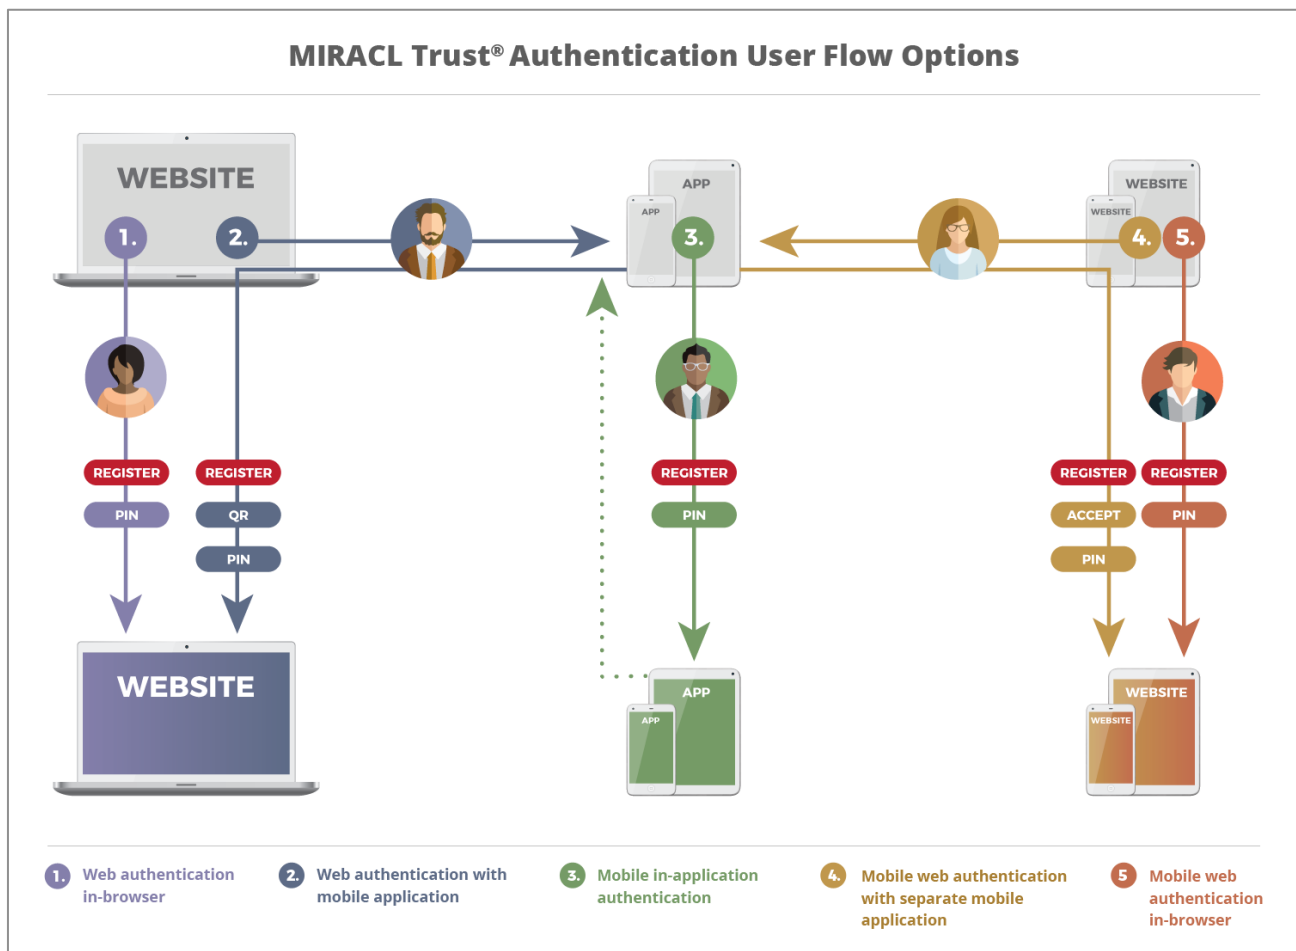 MIRACL Trust® Authentication User Flow Options
WEBSITE
1.
2.
APP
APP
3.
WEBSITE
WEBSITE
4.
5.
REGISTER
PIN
REGISTER
QR
PIN
REGISTER
PIN
REGISTER
ACCEPT
PIN
REGISTER
PIN
WEBSITE
APP
APP
WEBSITE
WEBSITE
1.
Web authentication
in-browser
2.
Web authentication with
mobile application
3.
Mobile in-application
authentication
4.
Mobile web authentication
with separate mobile
application
5
Mobile web
authentication
in-browser